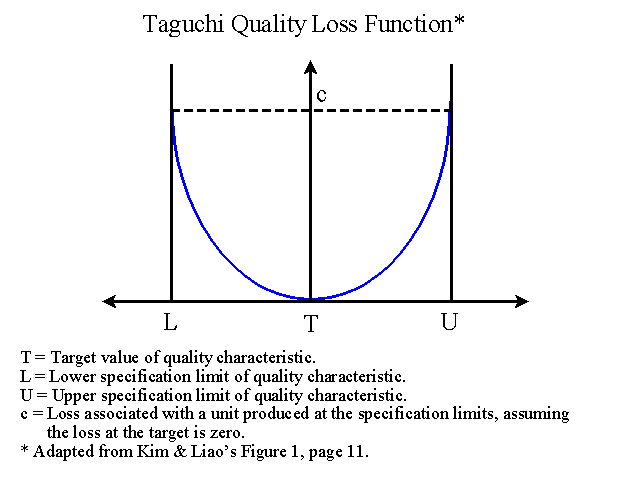 Taguchi Quality Loss Function*
c
L
T
U
T = Target value of quality characteristic.
L = Lower specification limit of quality characteristic.
U = Upper specification limit of quality characteristic.
c = Loss associated with a unit produced at the specification limits, assuming
the loss at the target is zero.
* Adapted from Kim & Liao's Figure 1, page 11.